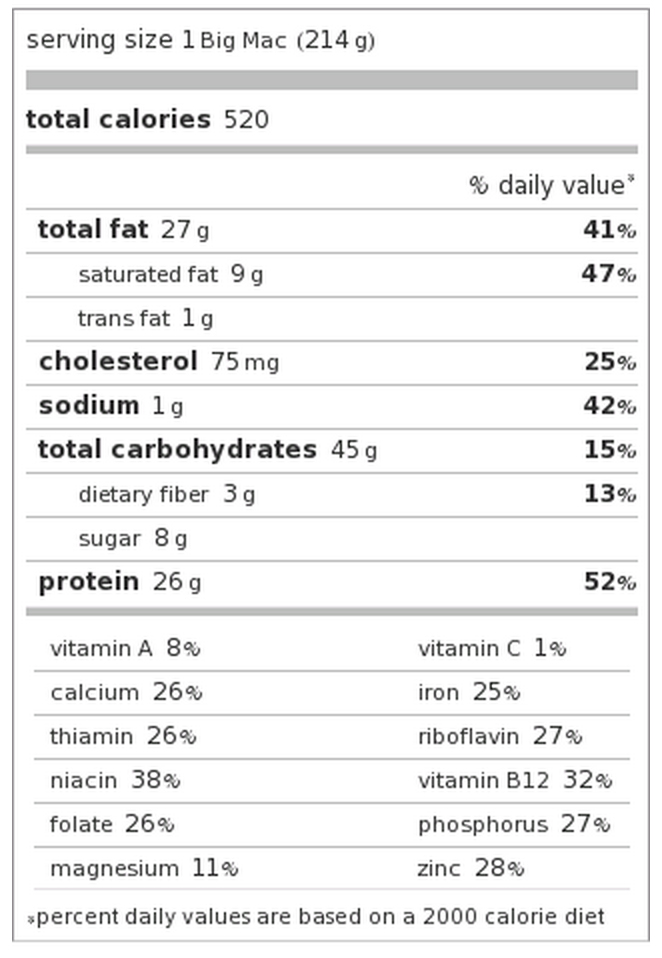 serving size 1 Big Mac (214 g)
total calories 520
% daily value*
total fat 27 g 41%
saturated fat 9 g 47%
trans fat 1 g
cholesterol 75 mg 25%
sodium 1 g 42%
total carbohydrates 45 g 15%
dietary fiber 3 g 13%
sugar 8 g
protein 26 g 52%
vitamin A 8% vitamin C 1%
calcium 26% iron 25%
thiamin 26% riboflavin 27%
niacin 38% vitamin B12 32%
folate 26% phosphorus 27%
magnesium 11% zinc 28%
*percent daily values are based on a 2000 calorie diet